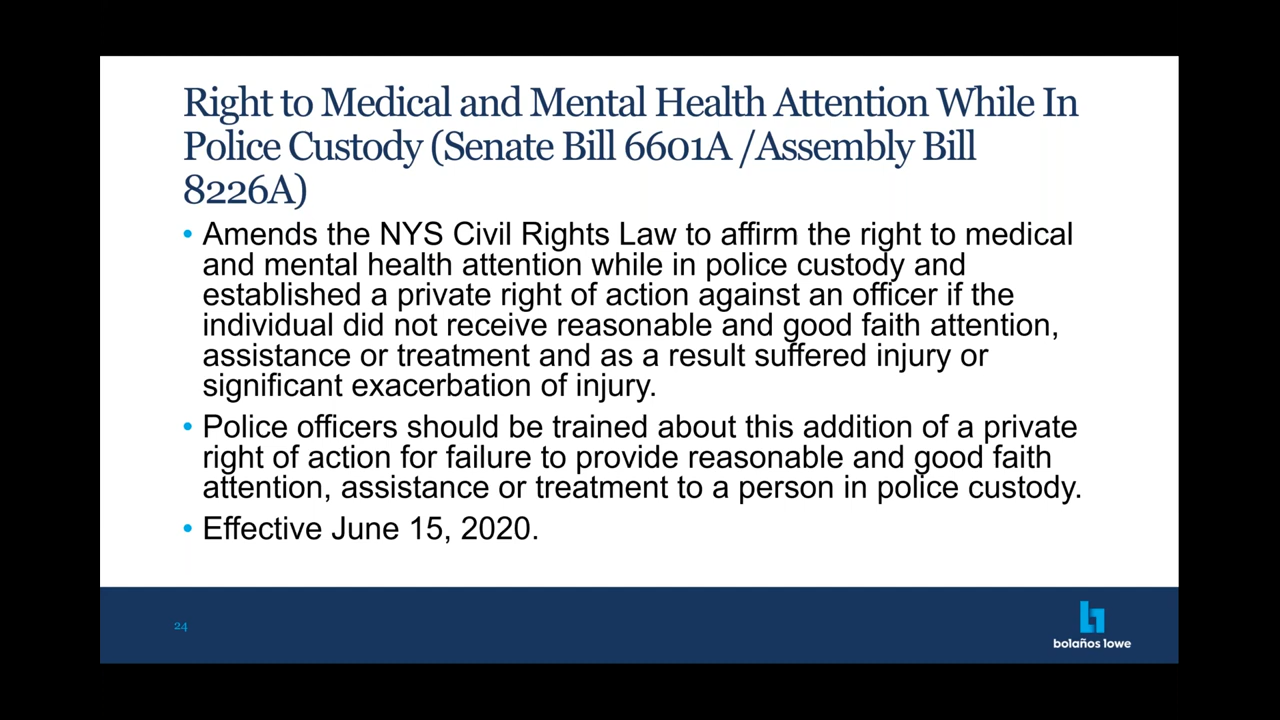 Right to Medical and Mental Health Attention While In
Police Custody (Senate Bill 6601A /Assembly Bill
8226A)
• Amends the NYS Civil Rights Law to affirm the right to medical
and mental health attention while in police custody and
established a private right of action against an officer if the
individual did not receive reasonable and good faith attention,
assistance or treatment and as a result suffered injury or
significant exacerbation of injury.
• Police officers should be trained about this addition of a private
right of action for failure to provide reasonable and good faith
attention, assistance or treatment to a person in police custody.
• Effective June 15, 2020.
24
bolaños lowe